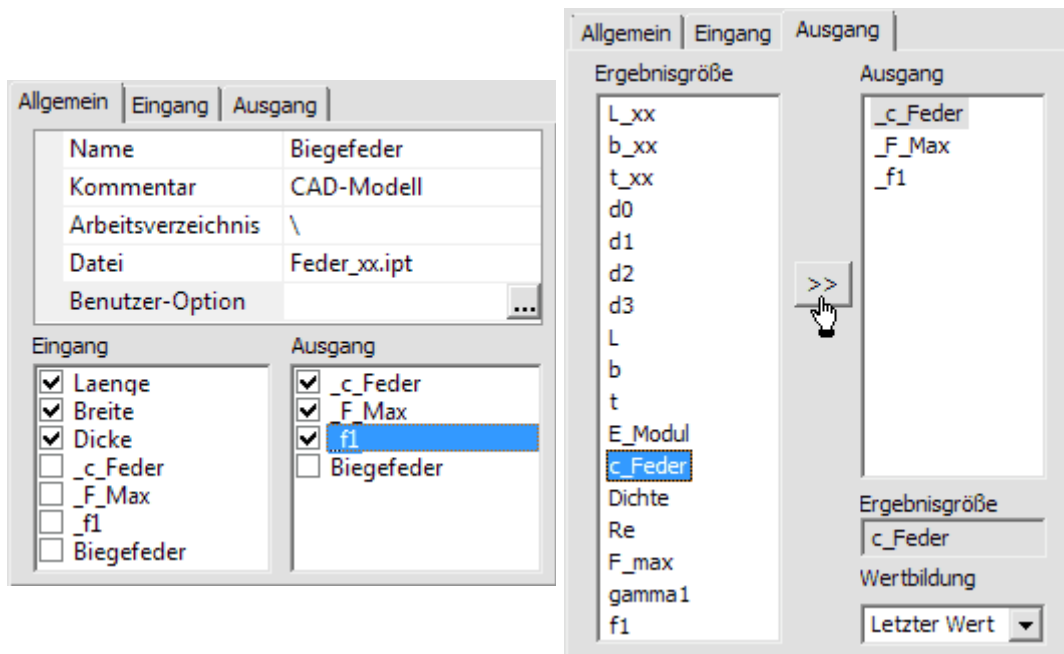 Allgemein Eingang Ausgang
Name Biegefeder
Kommentar CAD-Modell
Arbeitsverzeichnis \
Datei Feder_xx.ipt
Benutzer-Option ...
Eingang Ausgang
Laenge _c_Feder
Breite _F_Max
Dicke _f1
_c_Feder Biegefeder
_F_Max
_f1
Biegefeder
Allgemein Eingang Ausgang
Ergebnisgröße Ausgang
L_xx _c_Feder
b_xx _F_Max
t_xx _f1
d0
d1
d2
>>
d3
L
b
t
E_Modul
c_Feder
Dichte
Re
F_max
gamma1
f1
Ergebnisgröße
c_Feder
Wertbildung
Letzter Wert